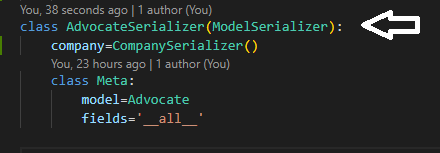 You, 38 seconds ago | 1 author (You)
class AdvocateSerializer(ModelSerializer):
company=CompanySerializer()
You, 23 hours ago | 1 author (You)
class Meta:
model=Advocate
fields='__all__'